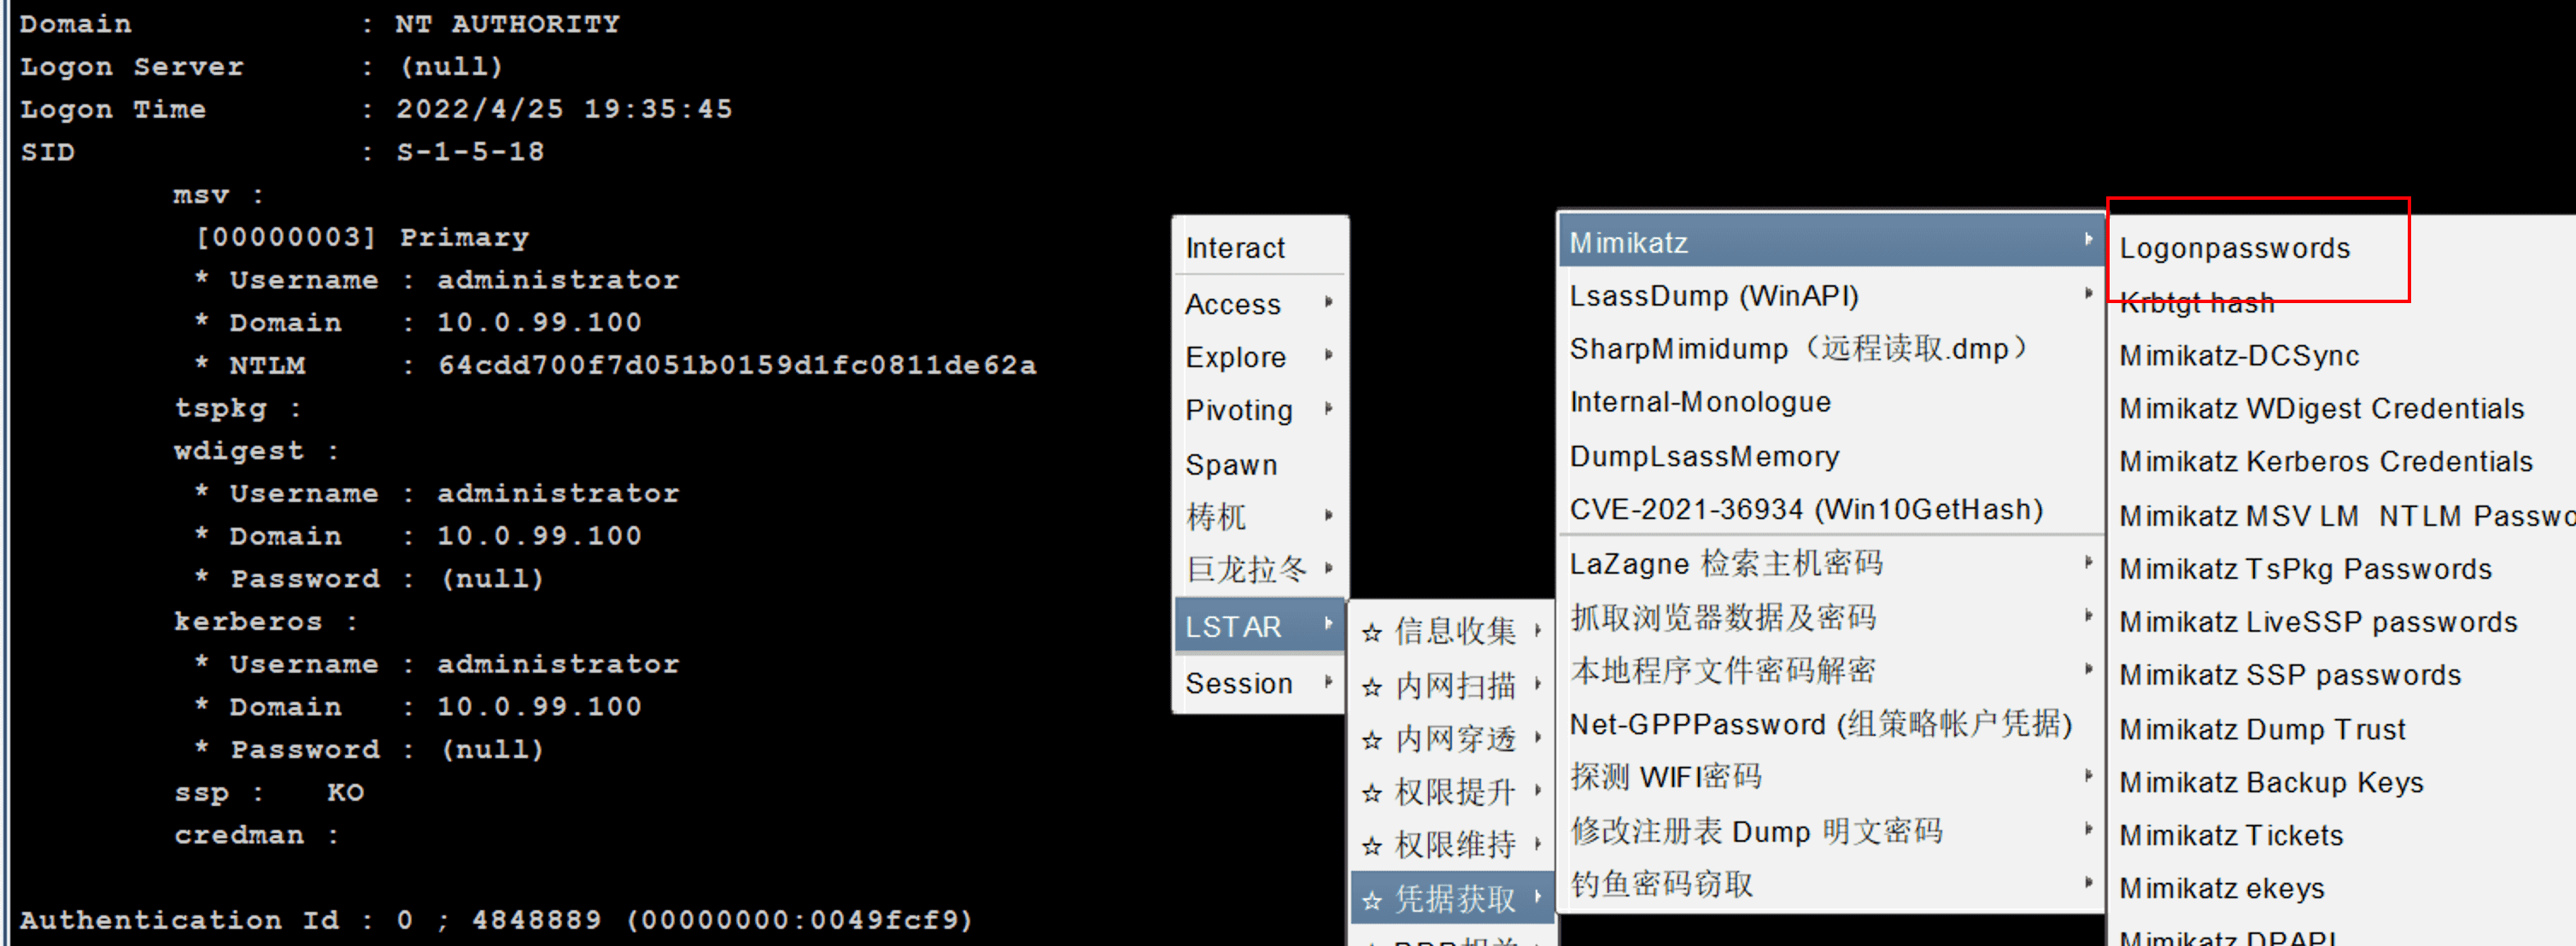 Domain : NT AUTHORITY
Logon Server : (null)
Logon Time : 2022/4/25 19:35:45
SID : S-1-5-18
msv :
[00000003] Primary
* Username : administrator
* Domain : 10.0.99.100
* NTLM : 64cdd700f7d051b0159d1fc0811de62a
tspkg :
wdigest :
* Username : administrator
* Domain : 10.0.99.100
* Password : (null)
kerberos :
* Username : administrator
* Domain : 10.0.99.100
* Password : (null)
ssp : KO
credman :
Authentication Id : 0 ; 4848889 (00000000:0049fcf9)
Interact
Access
Explore
Pivoting
Spawn
梼杌
巨龙拉冬
LSTAR
Session
☆ 信息收集
☆ 内网扫描
☆ 内网穿透
☆ 权限提升
☆ 权限维持
☆ 凭据获取
Mimikatz
LsassDump (WinAPI)
SharpMimidump（远程读取.dmp）
Internal-Monologue
DumpLsassMemory
CVE-2021-36934 (Win10GetHash)
LaZagne 检索主机密码
抓取浏览器数据及密码
本地程序文件密码解密
Net-GPPPassword (组策略帐户凭据)
探测 WIFI密码
修改注册表 Dump 明文密码
钓鱼密码窃取
Logonpasswords
Krbtgt hash
Mimikatz-DCSync
Mimikatz WDigest Credentials
Mimikatz Kerberos Credentials
Mimikatz MSV LM NTLM Passwo
Mimikatz TsPkg Passwords
Mimikatz LiveSSP passwords
Mimikatz SSP passwords
Mimikatz Dump Trust
Mimikatz Backup Keys
Mimikatz Tickets
Mimikatz ekeys
Mimikatz DPAPI